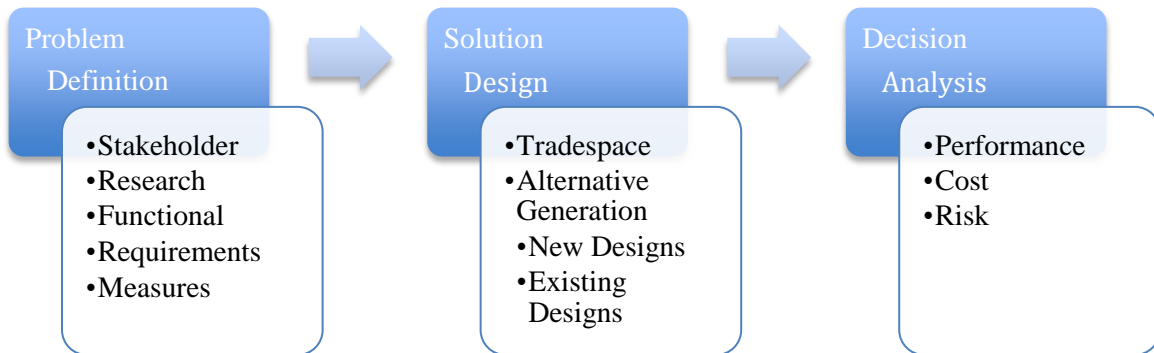 Problem
Definition
•Stakeholder
•Research
•Functional
•Requirements
•Measures
Solution
Design
•Tradespace
•Alternative
Generation
•New Designs
•Existing
Designs
Decision
Analysis
•Performance
•Cost
•Risk